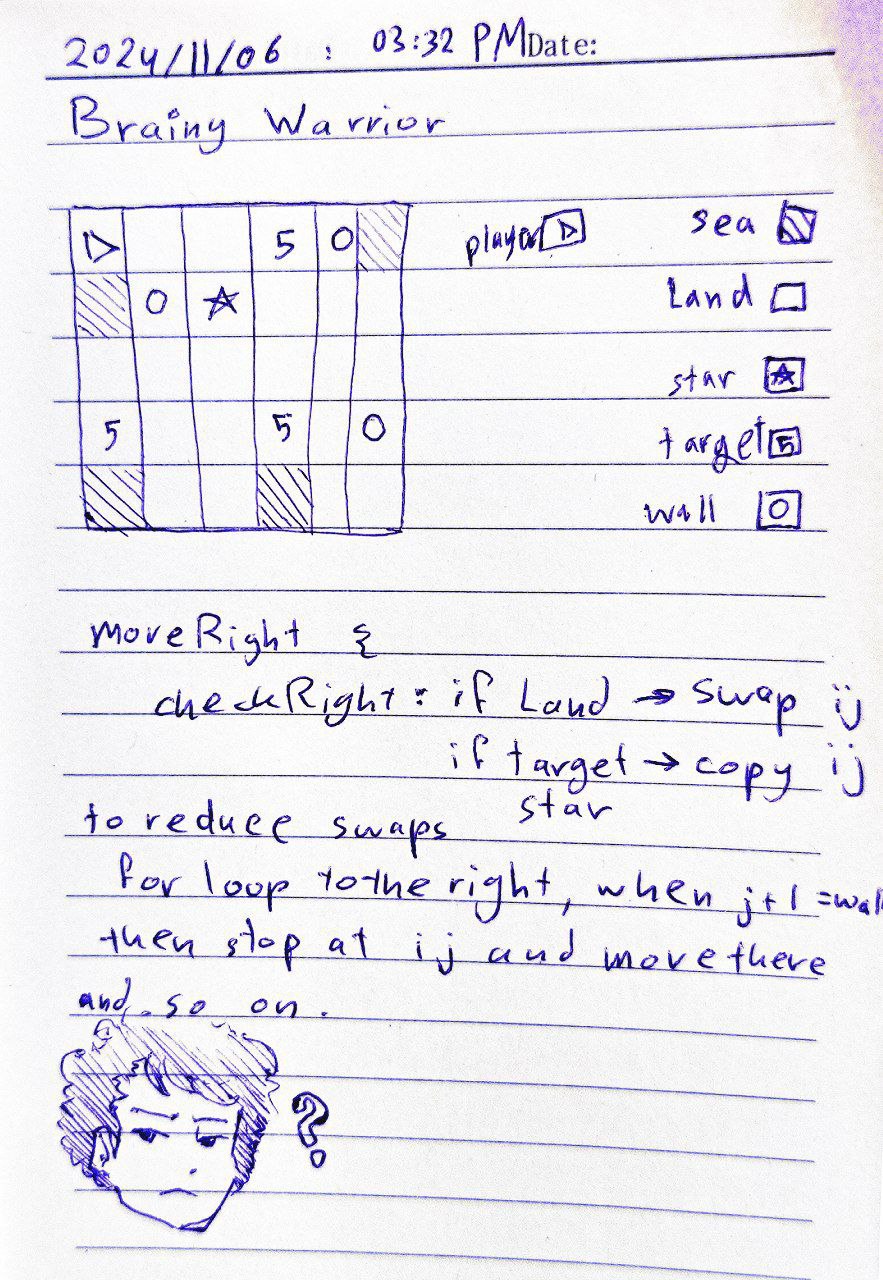 2024/11/06 : 03:32 PM Date:
Brainy Warrior
5 0
player
sea
0
Land
star
5 5 0
target 5
wall 0
moveRight {
checkRight: if Land → swap ij
if target → copy ij
star
to reduce swaps
for loop to the right, when j+1 = wall
then stop at ij and move there
and so on.
?